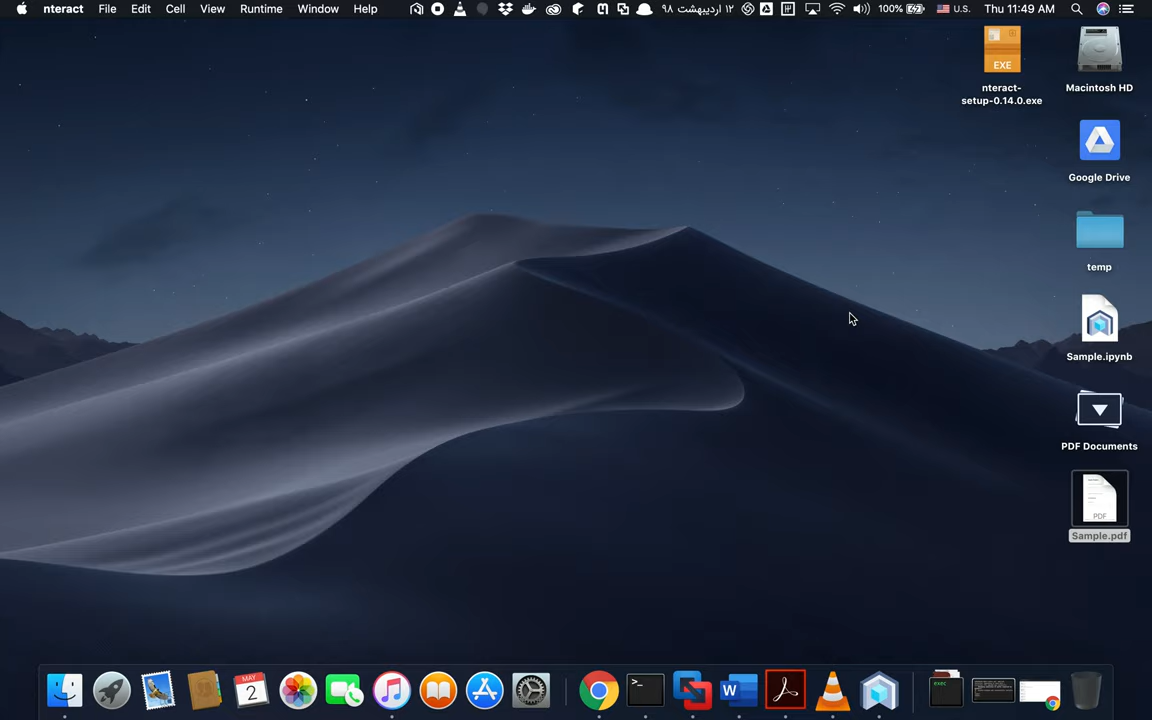 nteract File Edit Cell View Runtime Window Help ۱۲ اردیبهشت ۹۸ 100% U.S. Thu 11:49 AM
EXE
nteract-
setup-0.14.0.exe
Macintosh HD
Google Drive
temp
Sample.ipynb
PDF Documents
PDF
Sample.pdf
MAY
2
W
EXEC